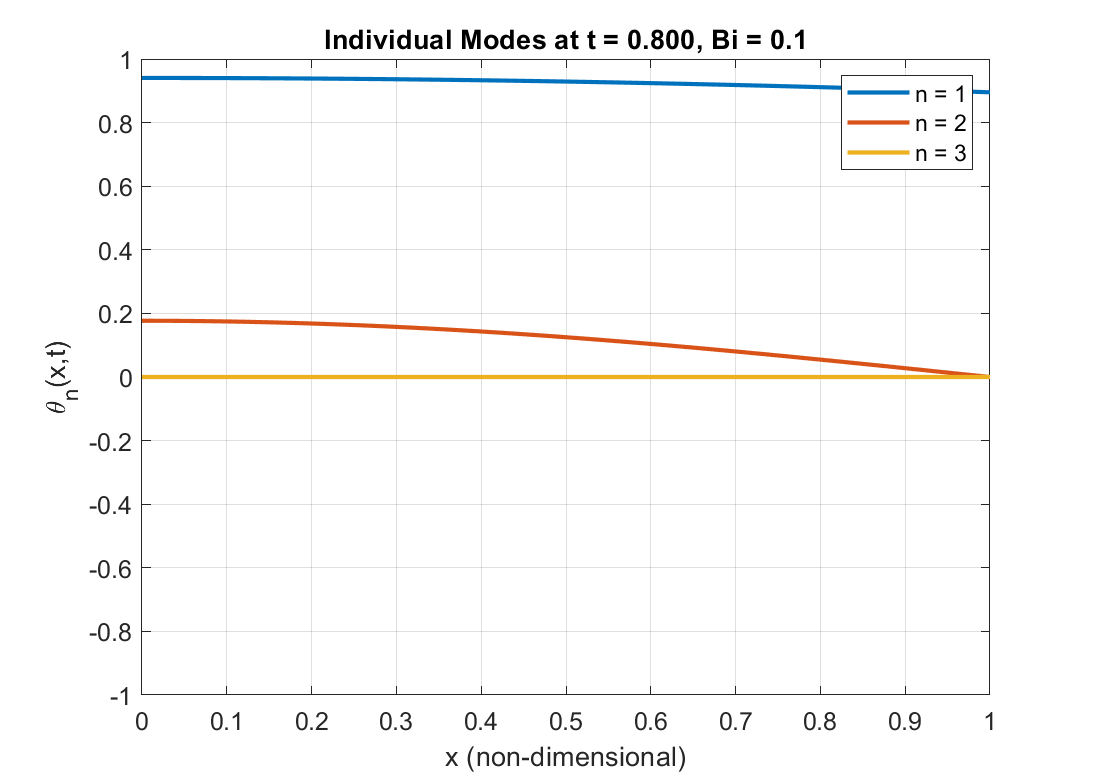 Individual Modes at t = 0.800, Bi = 0.1
1
0.8
0.6
0.4
0.2
0
-0.2
-0.4
-0.6
-0.8
-1
θn(x,t)
n = 1
n = 2
n = 3
0 0.1 0.2 0.3 0.4 0.5 0.6 0.7 0.8 0.9 1
x (non-dimensional)